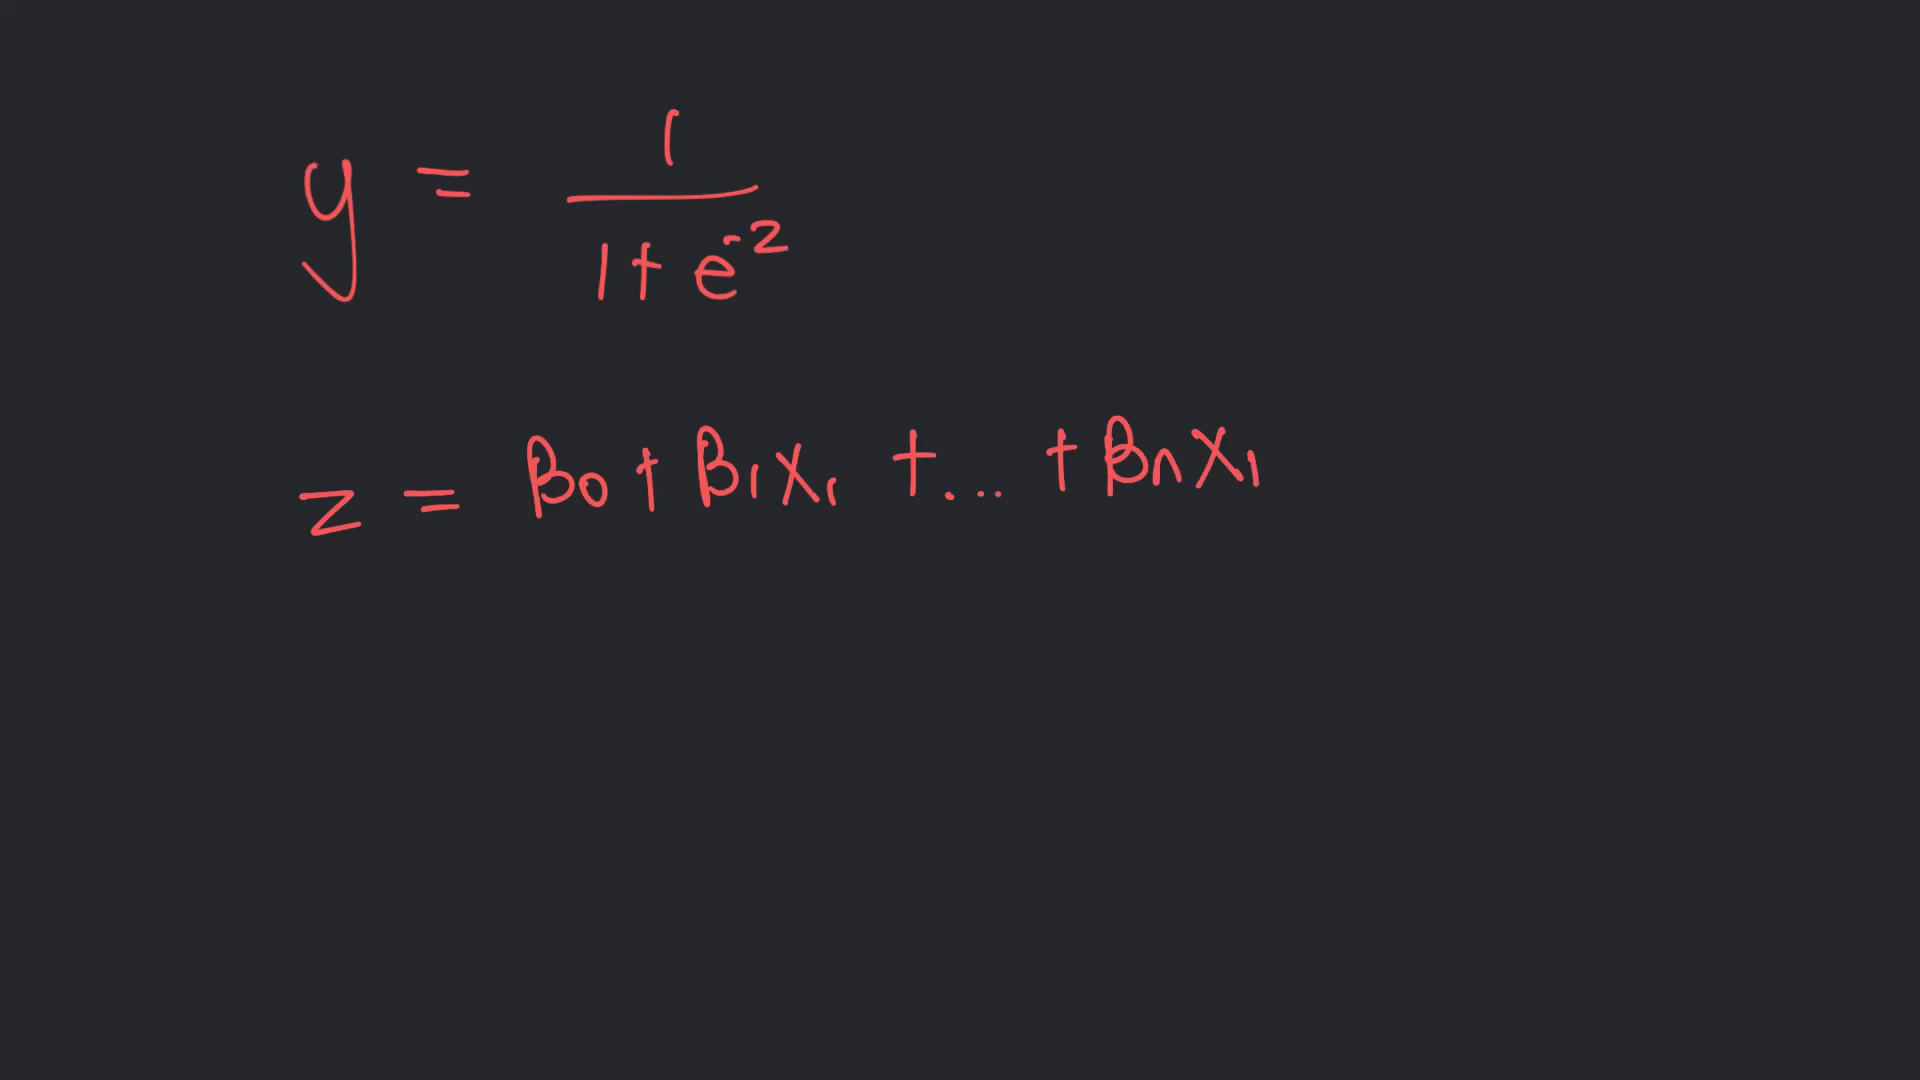 y = 1 / (1 + e^-z)
z = β0 + β1x1 + ... + βnx1